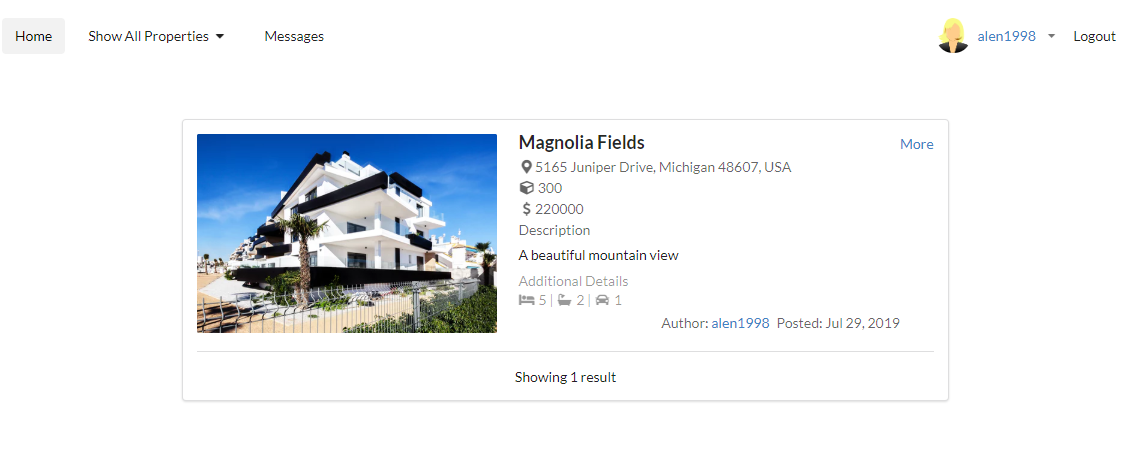 Home Show All Properties Messages alen1998 Logout
Magnolia Fields More
5165 Juniper Drive, Michigan 48607, USA
300
$ 220000
Description
A beautiful mountain view
Additional Details
5 | 2 | 1
Author: alen1998 Posted: Jul 29, 2019
Showing 1 result